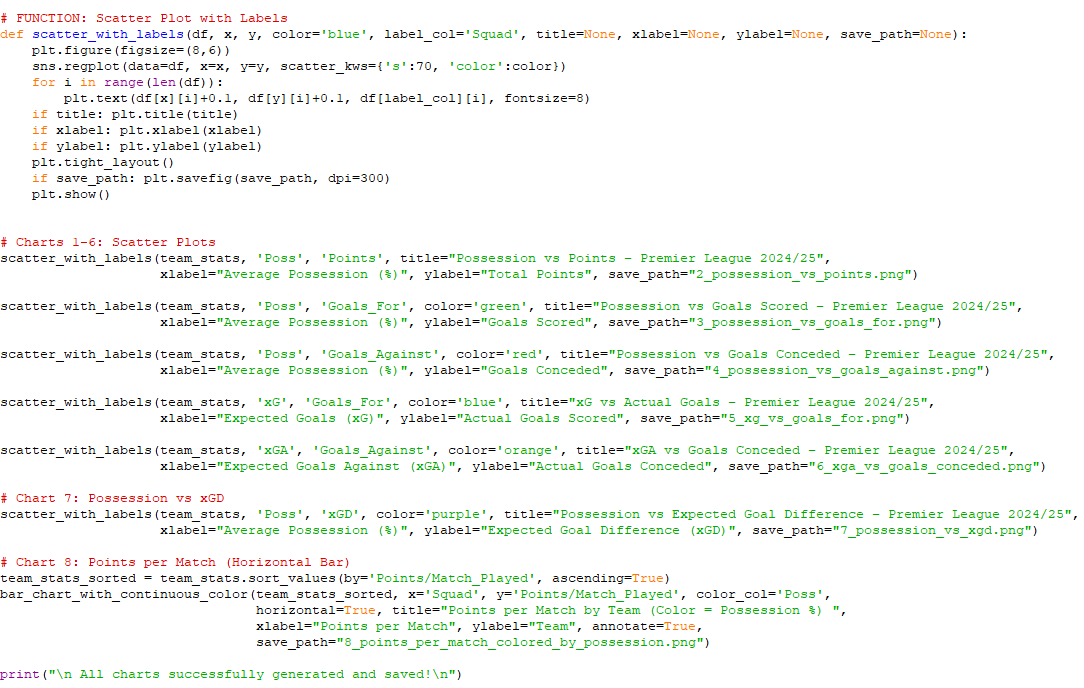 # FUNCTION: Scatter Plot with Labels
def scatter_with_labels(df, x, y, color='blue', label_col='Squad', title=None, xlabel=None, ylabel=None, save_path=None):
    plt.figure(figsize=(8,6))
    sns.regplot(data=df, x=x, y=y, scatter_kws={'s':70, 'color':color})
    for i in range(len(df)):
        plt.text(df[x][i]+0.1, df[y][i]+0.1, df[label_col][i], fontsize=8)
    if title: plt.title(title)
    if xlabel: plt.xlabel(xlabel)
    if ylabel: plt.ylabel(ylabel)
    plt.tight_layout()
    if save_path: plt.savefig(save_path, dpi=300)
    plt.show()

# Charts 1-6: Scatter Plots
scatter_with_labels(team_stats, 'Poss', 'Points', title="Possession vs Points - Premier League 2024/25",
                    xlabel="Average Possession (%)", ylabel="Total Points", save_path="2_possession_vs_points.png")

scatter_with_labels(team_stats, 'Poss', 'Goals_For', color='green', title="Possession vs Goals Scored - Premier League 2024/25",
                    xlabel="Average Possession (%)", ylabel="Goals Scored", save_path="3_possession_vs_goals_for.png")

scatter_with_labels(team_stats, 'Poss', 'Goals_Against', color='red', title="Possession vs Goals Conceded - Premier League 2024/25",
                    xlabel="Average Possession (%)", ylabel="Goals Conceded", save_path="4_possession_vs_goals_against.png")

scatter_with_labels(team_stats, 'xG', 'Goals_For', color='blue', title="xG vs Actual Goals - Premier League 2024/25",
                    xlabel="Expected Goals (xG)", ylabel="Actual Goals Scored", save_path="5_xg_vs_goals_for.png")

scatter_with_labels(team_stats, 'xGA', 'Goals_Against', color='orange', title="xGA vs Goals Conceded - Premier League 2024/25",
                    xlabel="Expected Goals Against (xGA)", ylabel="Actual Goals Conceded", save_path="6_xga_vs_goals_conceded.png")

# Chart 7: Possession vs xGD
scatter_with_labels(team_stats, 'Poss', 'xGD', color='purple', title="Possession vs Expected Goal Difference - Premier League 2024/25",
                    xlabel="Average Possession (%)", ylabel="Expected Goal Difference (xGD)", save_path="7_possession_vs_xgd.png")

# Chart 8: Points per Match (Horizontal Bar)
team_stats_sorted = team_stats.sort_values(by='Points/Match_Played', ascending=True)
bar_chart_with_continuous_color(team_stats_sorted, x='Squad', y='Points/Match_Played', color_col='Poss',
                                horizontal=True, title="Points per Match by Team (Color = Possession %) ",
                                xlabel="Points per Match", ylabel="Team", annotate=True,
                                save_path="8_points_per_match_colored_by_possession.png")

print("\n All charts successfully generated and saved!\n")